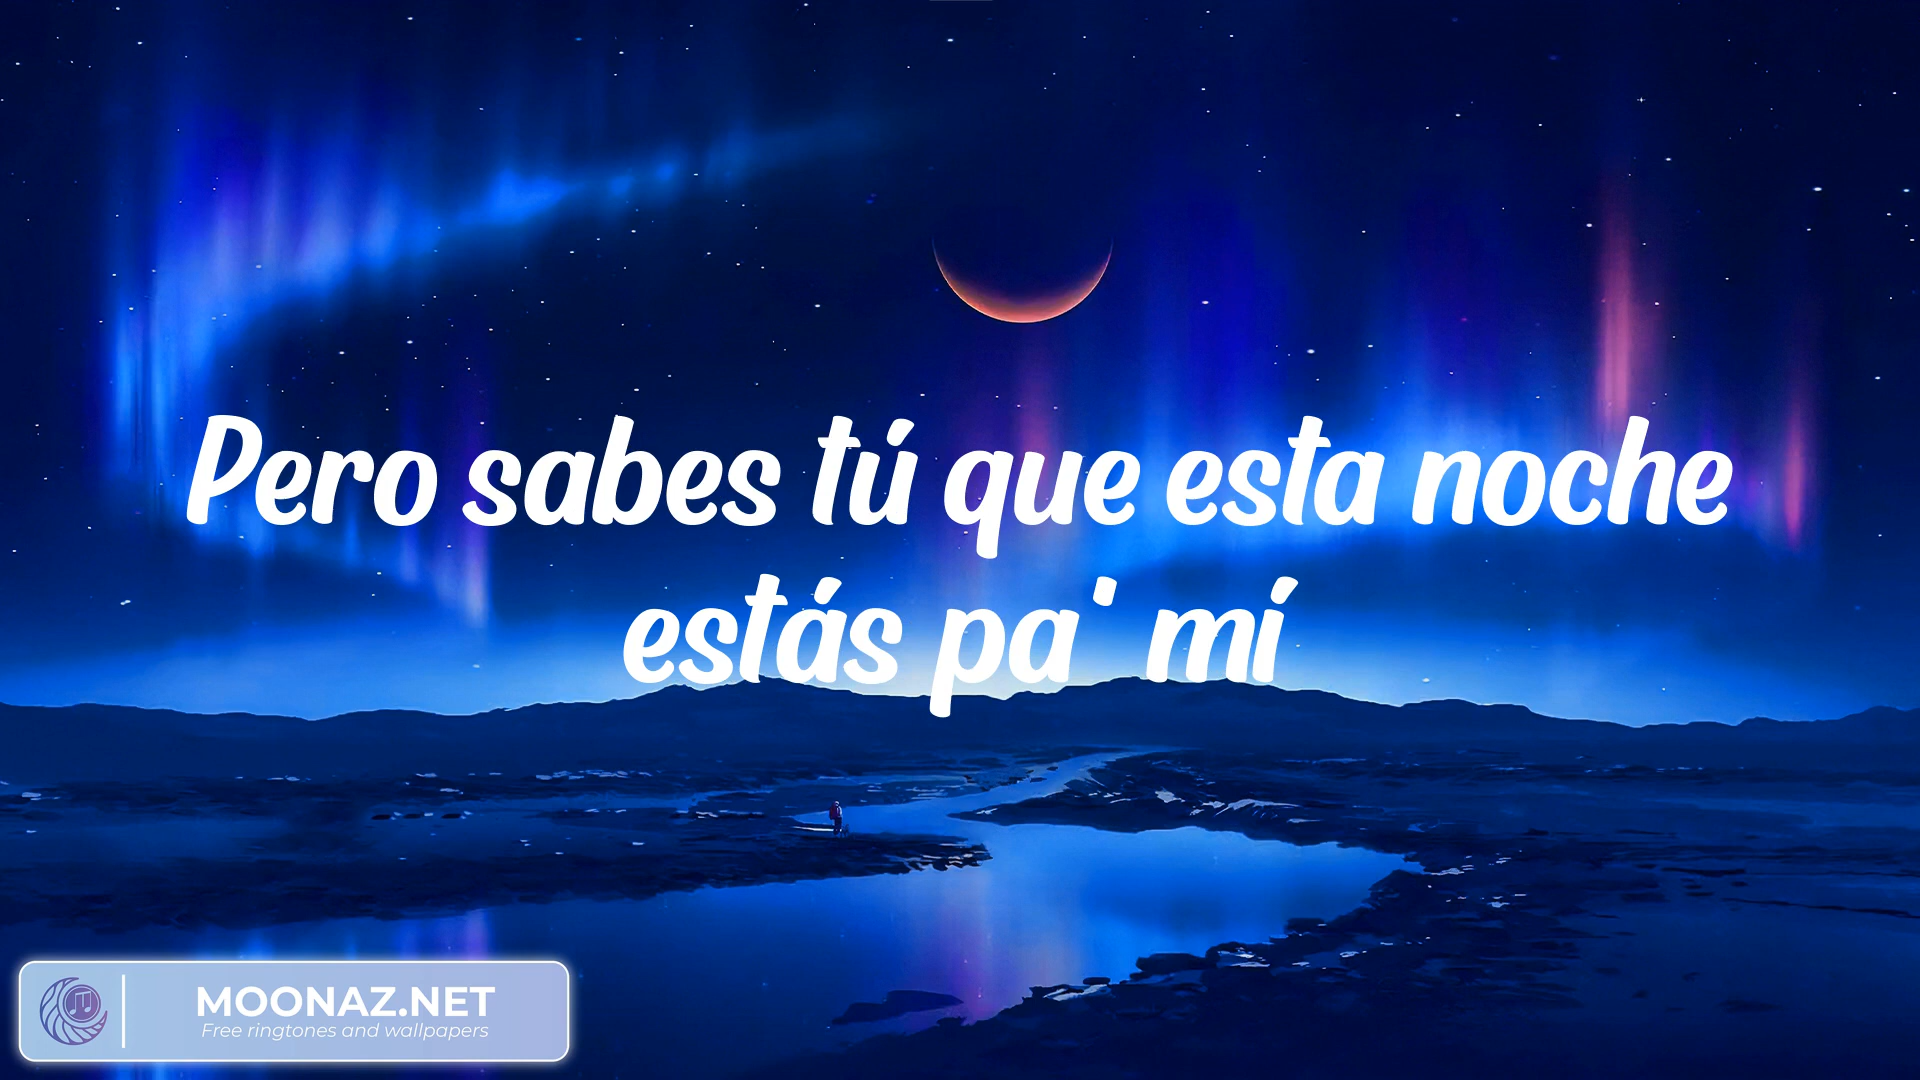 Pero sabes tú que esta noche
estás pa' mí
MOONAZ.NET
Free ringtones and wallpapers